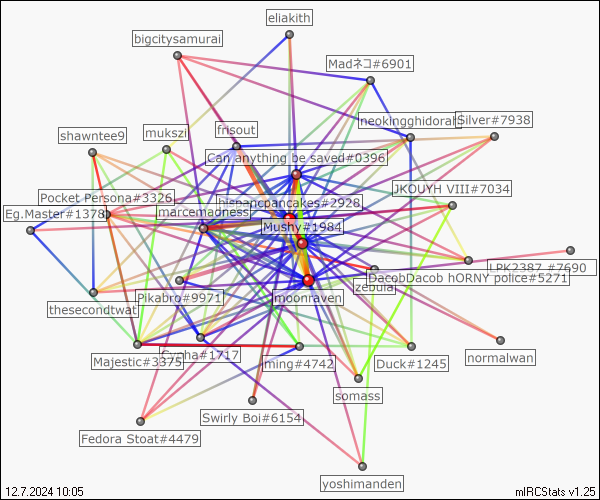 eliakith
bigcitysamurai
Madネコ#6901
neokingghidorah
Silver#7938
frisout
mukszi
shawntee9
Can anything be saved#0396
JKOUYH VIII#7034
Pocket Persona#3326
hispancpancakes#2928
marcemadness
Eg.Master#1378
Mushy#1984
LPK2387_#7690
DacobDacob hORNY police#5271
zebula
Pikabro#9971
moonraven
thesecondtwat
normalwan
Majestic#3375
Cypha#1717
ming#4742
Duck#1245
somass
Swirly Boi#6154
Fedora Stoat#4479
yoshimanden
12.7.2024 10:05
mIRCStats v1.25